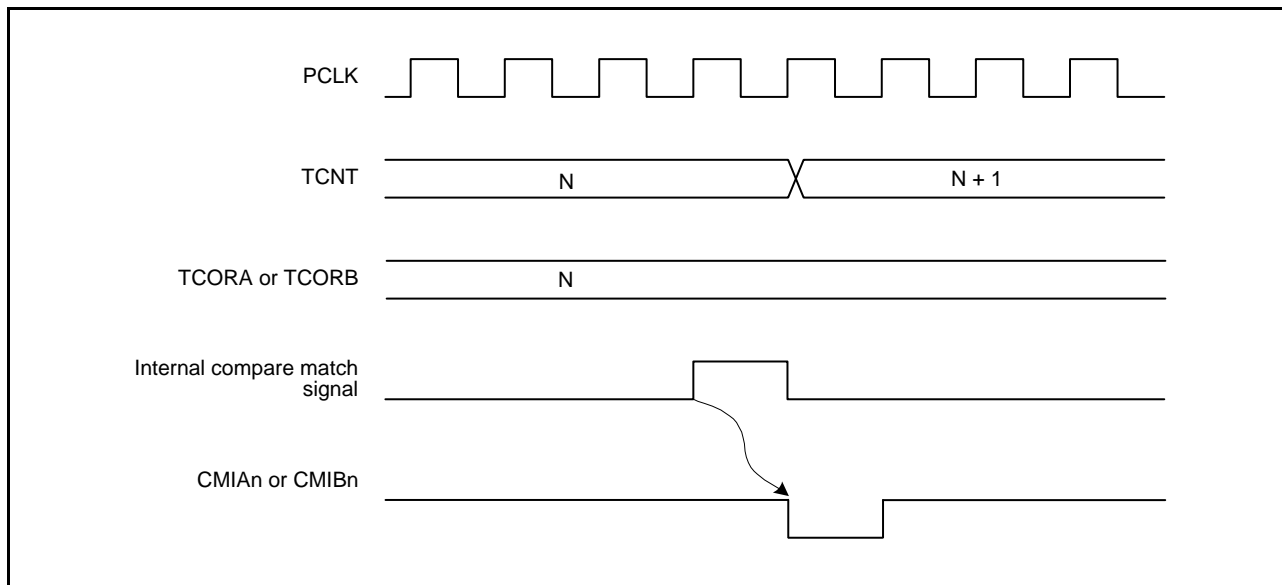 PCLK
TCNT
N
N + 1
TCORA or TCORB
N
Internal compare match
signal
CMIAn or CMIBn